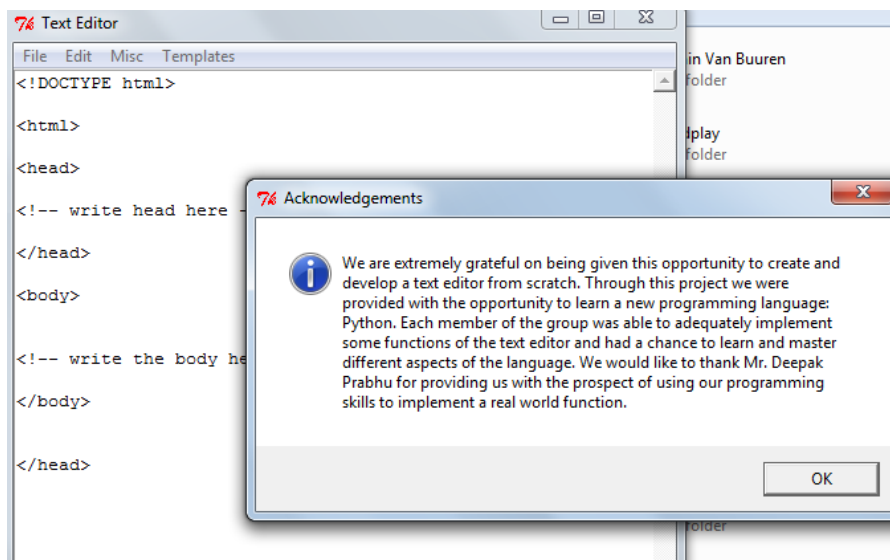 Text Editor
File Edit Misc Templates
<!DOCTYPE html>
<html>
<head>
<!-- write head here -
</head>
<body>
<!-- write the body he
</body>
</head>
in Van Buuren
folder
dplay
folder
Acknowledgements
We are extremely grateful on being given this opportunity to create and
develop a text editor from scratch. Through this project we were
provided with the opportunity to learn a new programming language:
Python. Each member of the group was able to adequately implement
some functions of the text editor and had a chance to learn and master
different aspects of the language. We would like to thank Mr. Deepak
Prabhu for providing us with the prospect of using our programming
skills to implement a real world function.
OK
folder